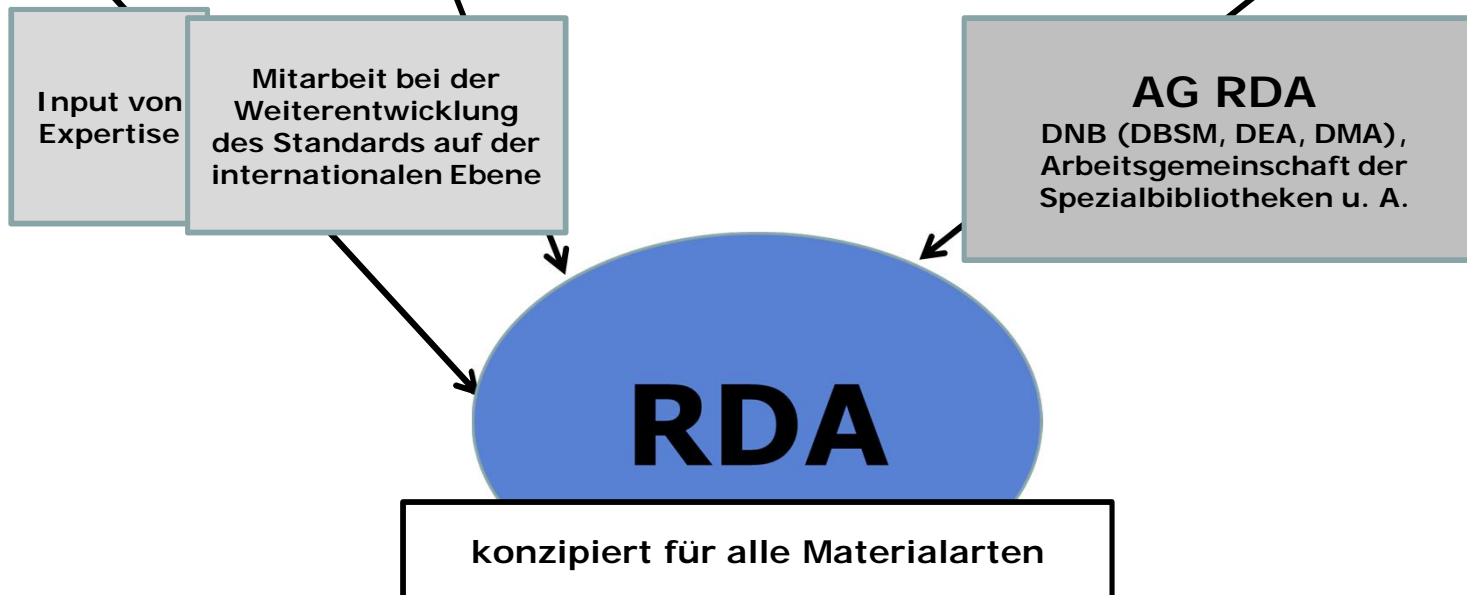 Input von
Expertise
Mitarbeit bei der
Weiterentwicklung
des Standards auf der
internationalen Ebene
AG RDA
DNB (DBSM, DEA, DMA),
Arbeitsgemeinschaft der
Spezialbibliotheken u. A.
RDA
konzipiert für alle Materialarten